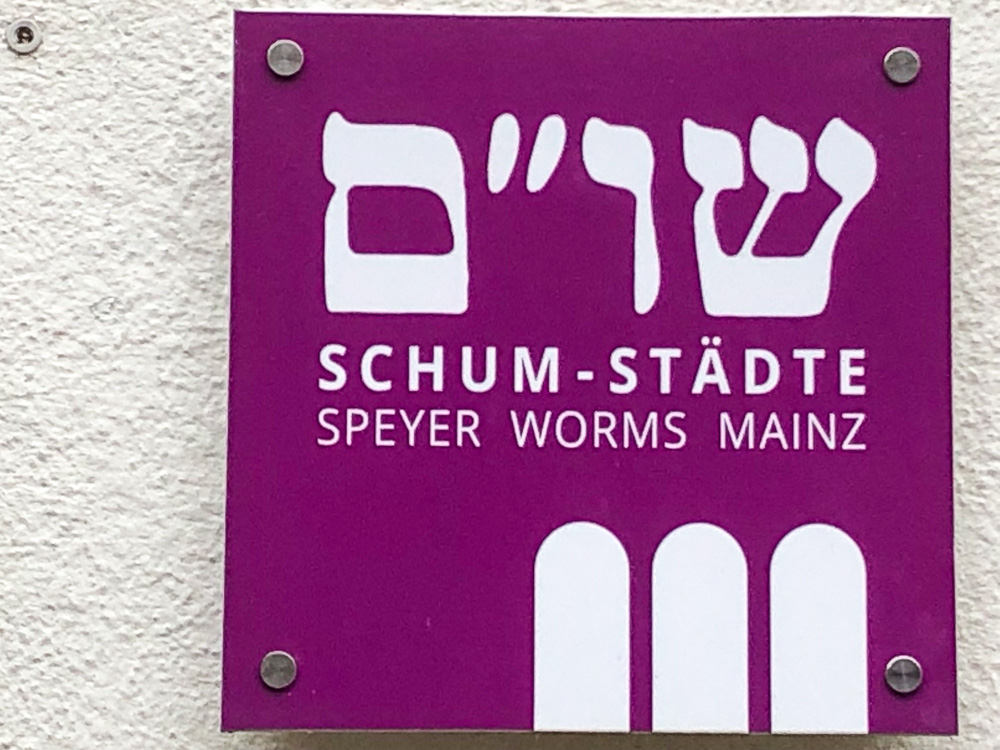 שו״ם
SCHUM-STÄDTE
SPEYER WORMS MAINZ